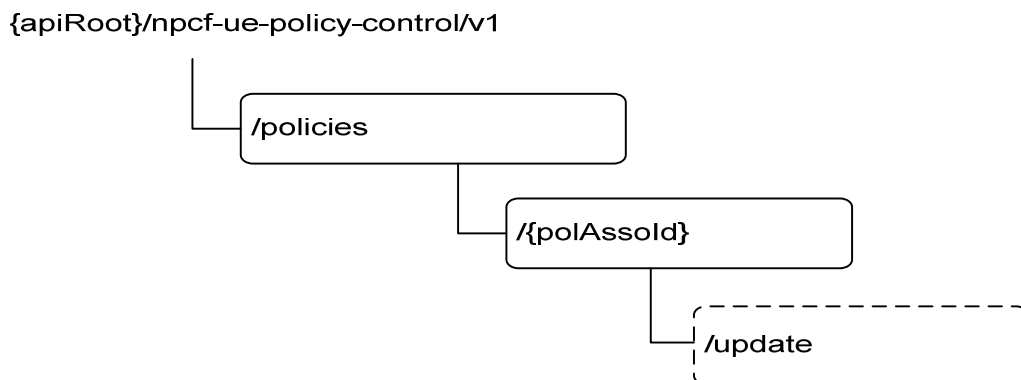 {apiRoot}/npcf-ue-policy-control/v1
/policies
/{polAssoId}
/update